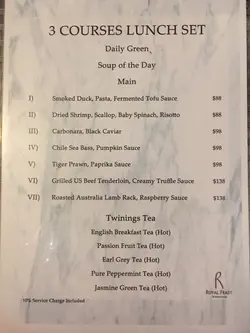 3 COURSES LUNCH SET
Daily Green
Soup of the Day
Main
I) Smoked Duck, Pasta, Fermented Tofu Sauce $88
II) Dried Shrimp, Scallop, Baby Spinach, Risotto $88
III) Carbonara, Black Caviar $98
IV) Chile Sea Bass, Pumpkin Sauce $98
V) Tiger Prawn, Paprika Sauce $98
VI) Grilled US Beef Tenderloin, Creamy Truffle Sauce $138
VII) Roasted Australia Lamb Rack, Raspberry Sauce $138
Twinings Tea
English Breakfast Tea (Hot)
Passion Fruit Tea (Hot)
Earl Grey Tea (Hot)
Pure Peppermint Tea (Hot)
Jasmine Green Tea (Hot)
R
ROYAL FEAST
10% Service Charge Included